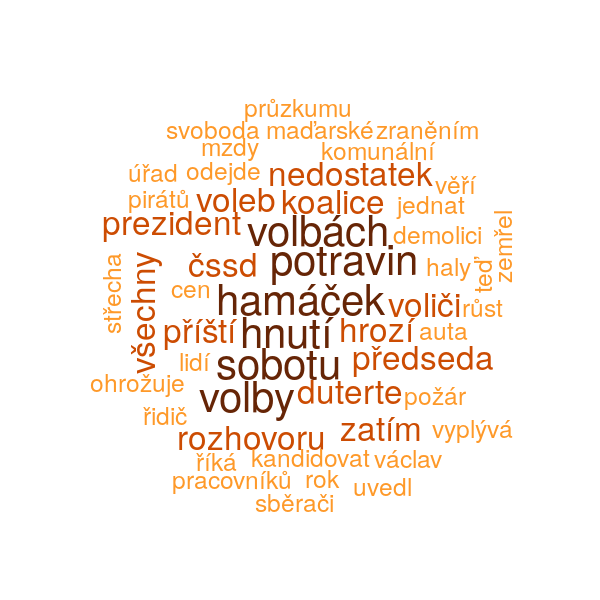 průzkumu
svoboda maďarské zraněním
mzdy komunální
úřad odejde nedostatek věří
pirátů voleb koalice jednat
prezident volbách demolici zemřel
čssd potravin haly teď
střecha všechny cen hamáček voliči růst
příští hnutí hrozí auta
lidí sobotu předseda
ohrožuje volby duterte požár
řidič rozhovoru zatím vyplývá
říká kandidovat václav
pracovníků rok uvedl
sběrači